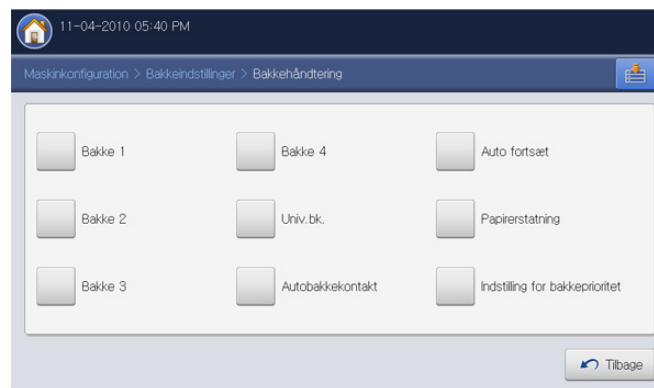 11-04-2010 05:40 PM
Maskinkonfiguration > Bakkeindstillinger > Bakkehåndtering
Bakke 1
Bakke 4
Auto fortsæt
Bakke 2
Univ.bk.
Papirerstatning
Bakke 3
Autobakkekontakt
Indstilling for bakkeprioritet
Tilbage